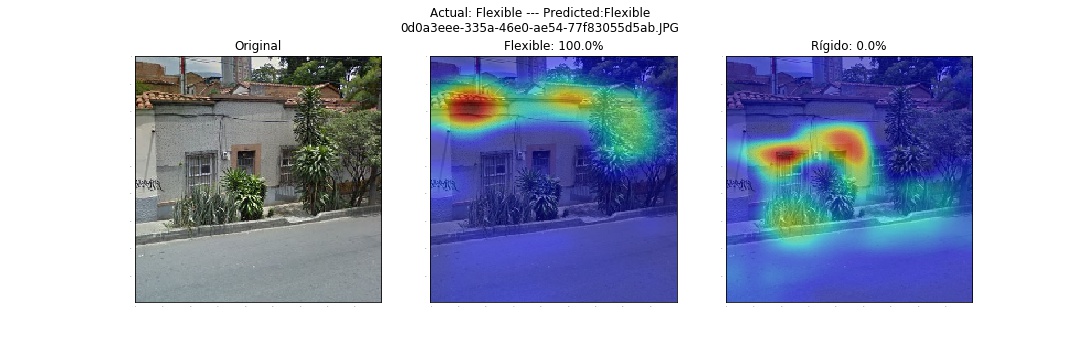 Actual: Flexible --- Predicted:Flexible
0d0a3eee-335a-46e0-ae54-77f83055d5ab.JPG
Original
Flexible: 100.0%
Rígido: 0.0%